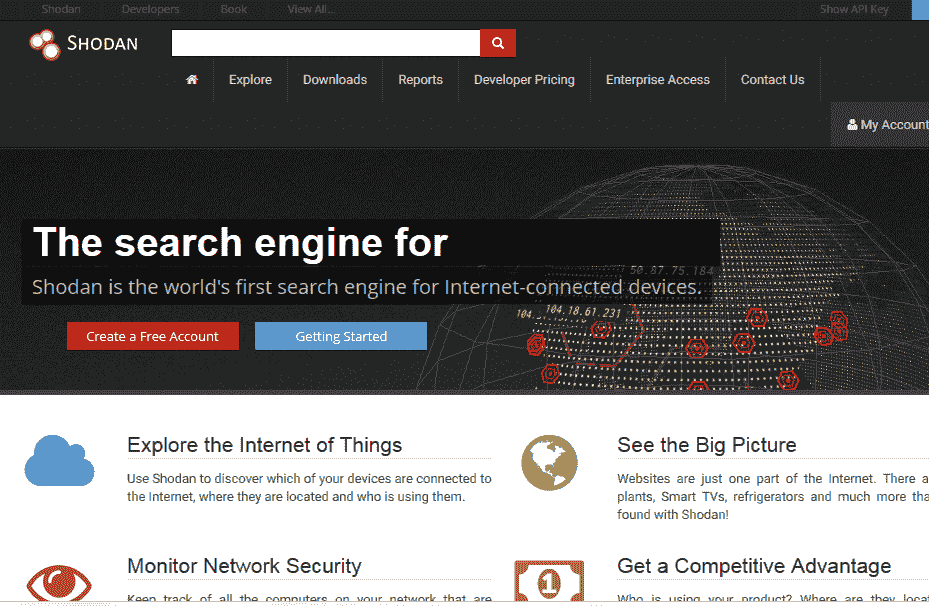 Shodan Developers Book View All... Show API Key
SHODAN
Explore Downloads Reports Developer Pricing Enterprise Access Contact Us
My Account
The search engine for
50.87.75.184
Shodan is the world's first search engine for Internet-connected devices.
104... 104.18.61.231
Create a Free Account Getting Started
Explore the Internet of Things
Use Shodan to discover which of your devices are connected to
the Internet, where they are located and who is using them.
See the Big Picture
Websites are just one part of the Internet. There a
plants, Smart TVs, refrigerators and much more tha
found with Shodan!
Monitor Network Security
Keep track of all the computers on your network that are
Get a Competitive Advantage
Who is using your product? Where are they locat